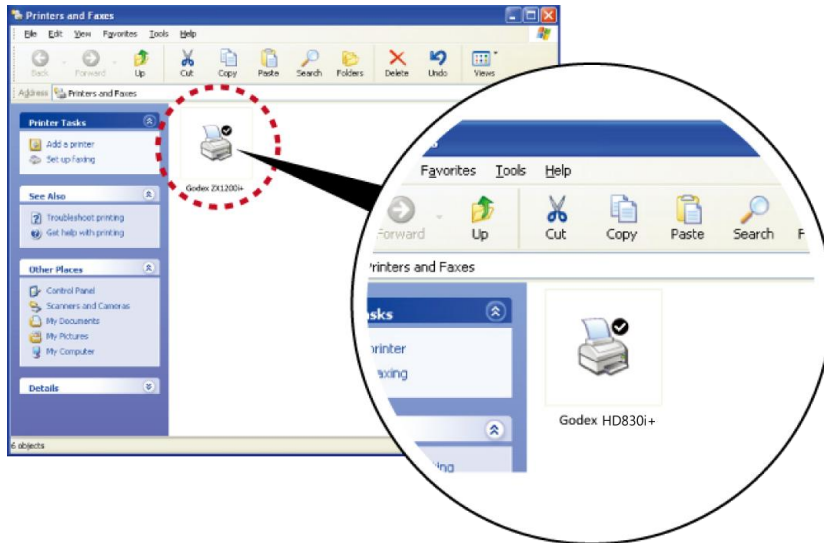 Printers and Faxes
File Edit View Favorites Tools Help
Back Forward Up Cut Copy Paste Search Folders Delete Undo Views
Address Printers and Faxes
Printer Tasks
Add a printer
Set up faxing
See Also
Troubleshoot printing
Get help with printing
Other Places
Control Panel
Scanners and Cameras
My Documents
My Pictures
My Computer
Details
Godex ZX1200i+
6 objects
Favorites Tools Help
Forward Up Cut Copy Paste Search F
Printers and Faxes
sks
printer
axing
Godex HD830i+